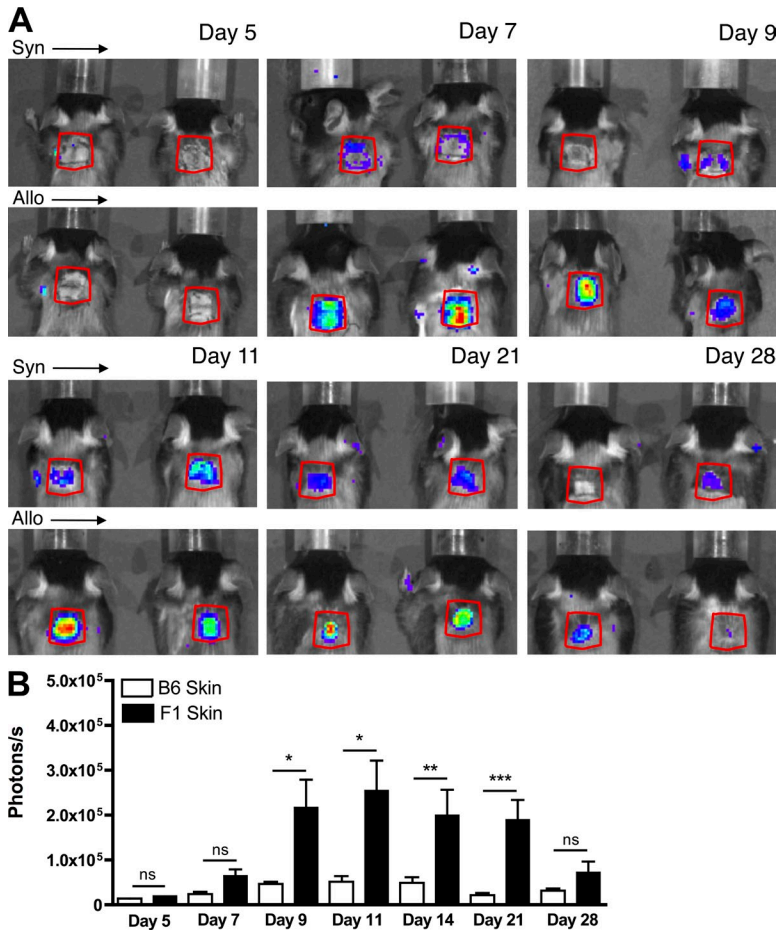 A
Syn Day 5 Day 7 Day 9
Allo
Syn Day 11 Day 21 Day 28
Allo
B
5.0x10⁵
4.0x10⁵
3.0x10⁵
2.0x10⁵
1.0x10⁵
0
Photons/s
B6 Skin
F1 Skin
ns ns * * ** *** ns
Day 5 Day 7 Day 9 Day 11 Day 14 Day 21 Day 28